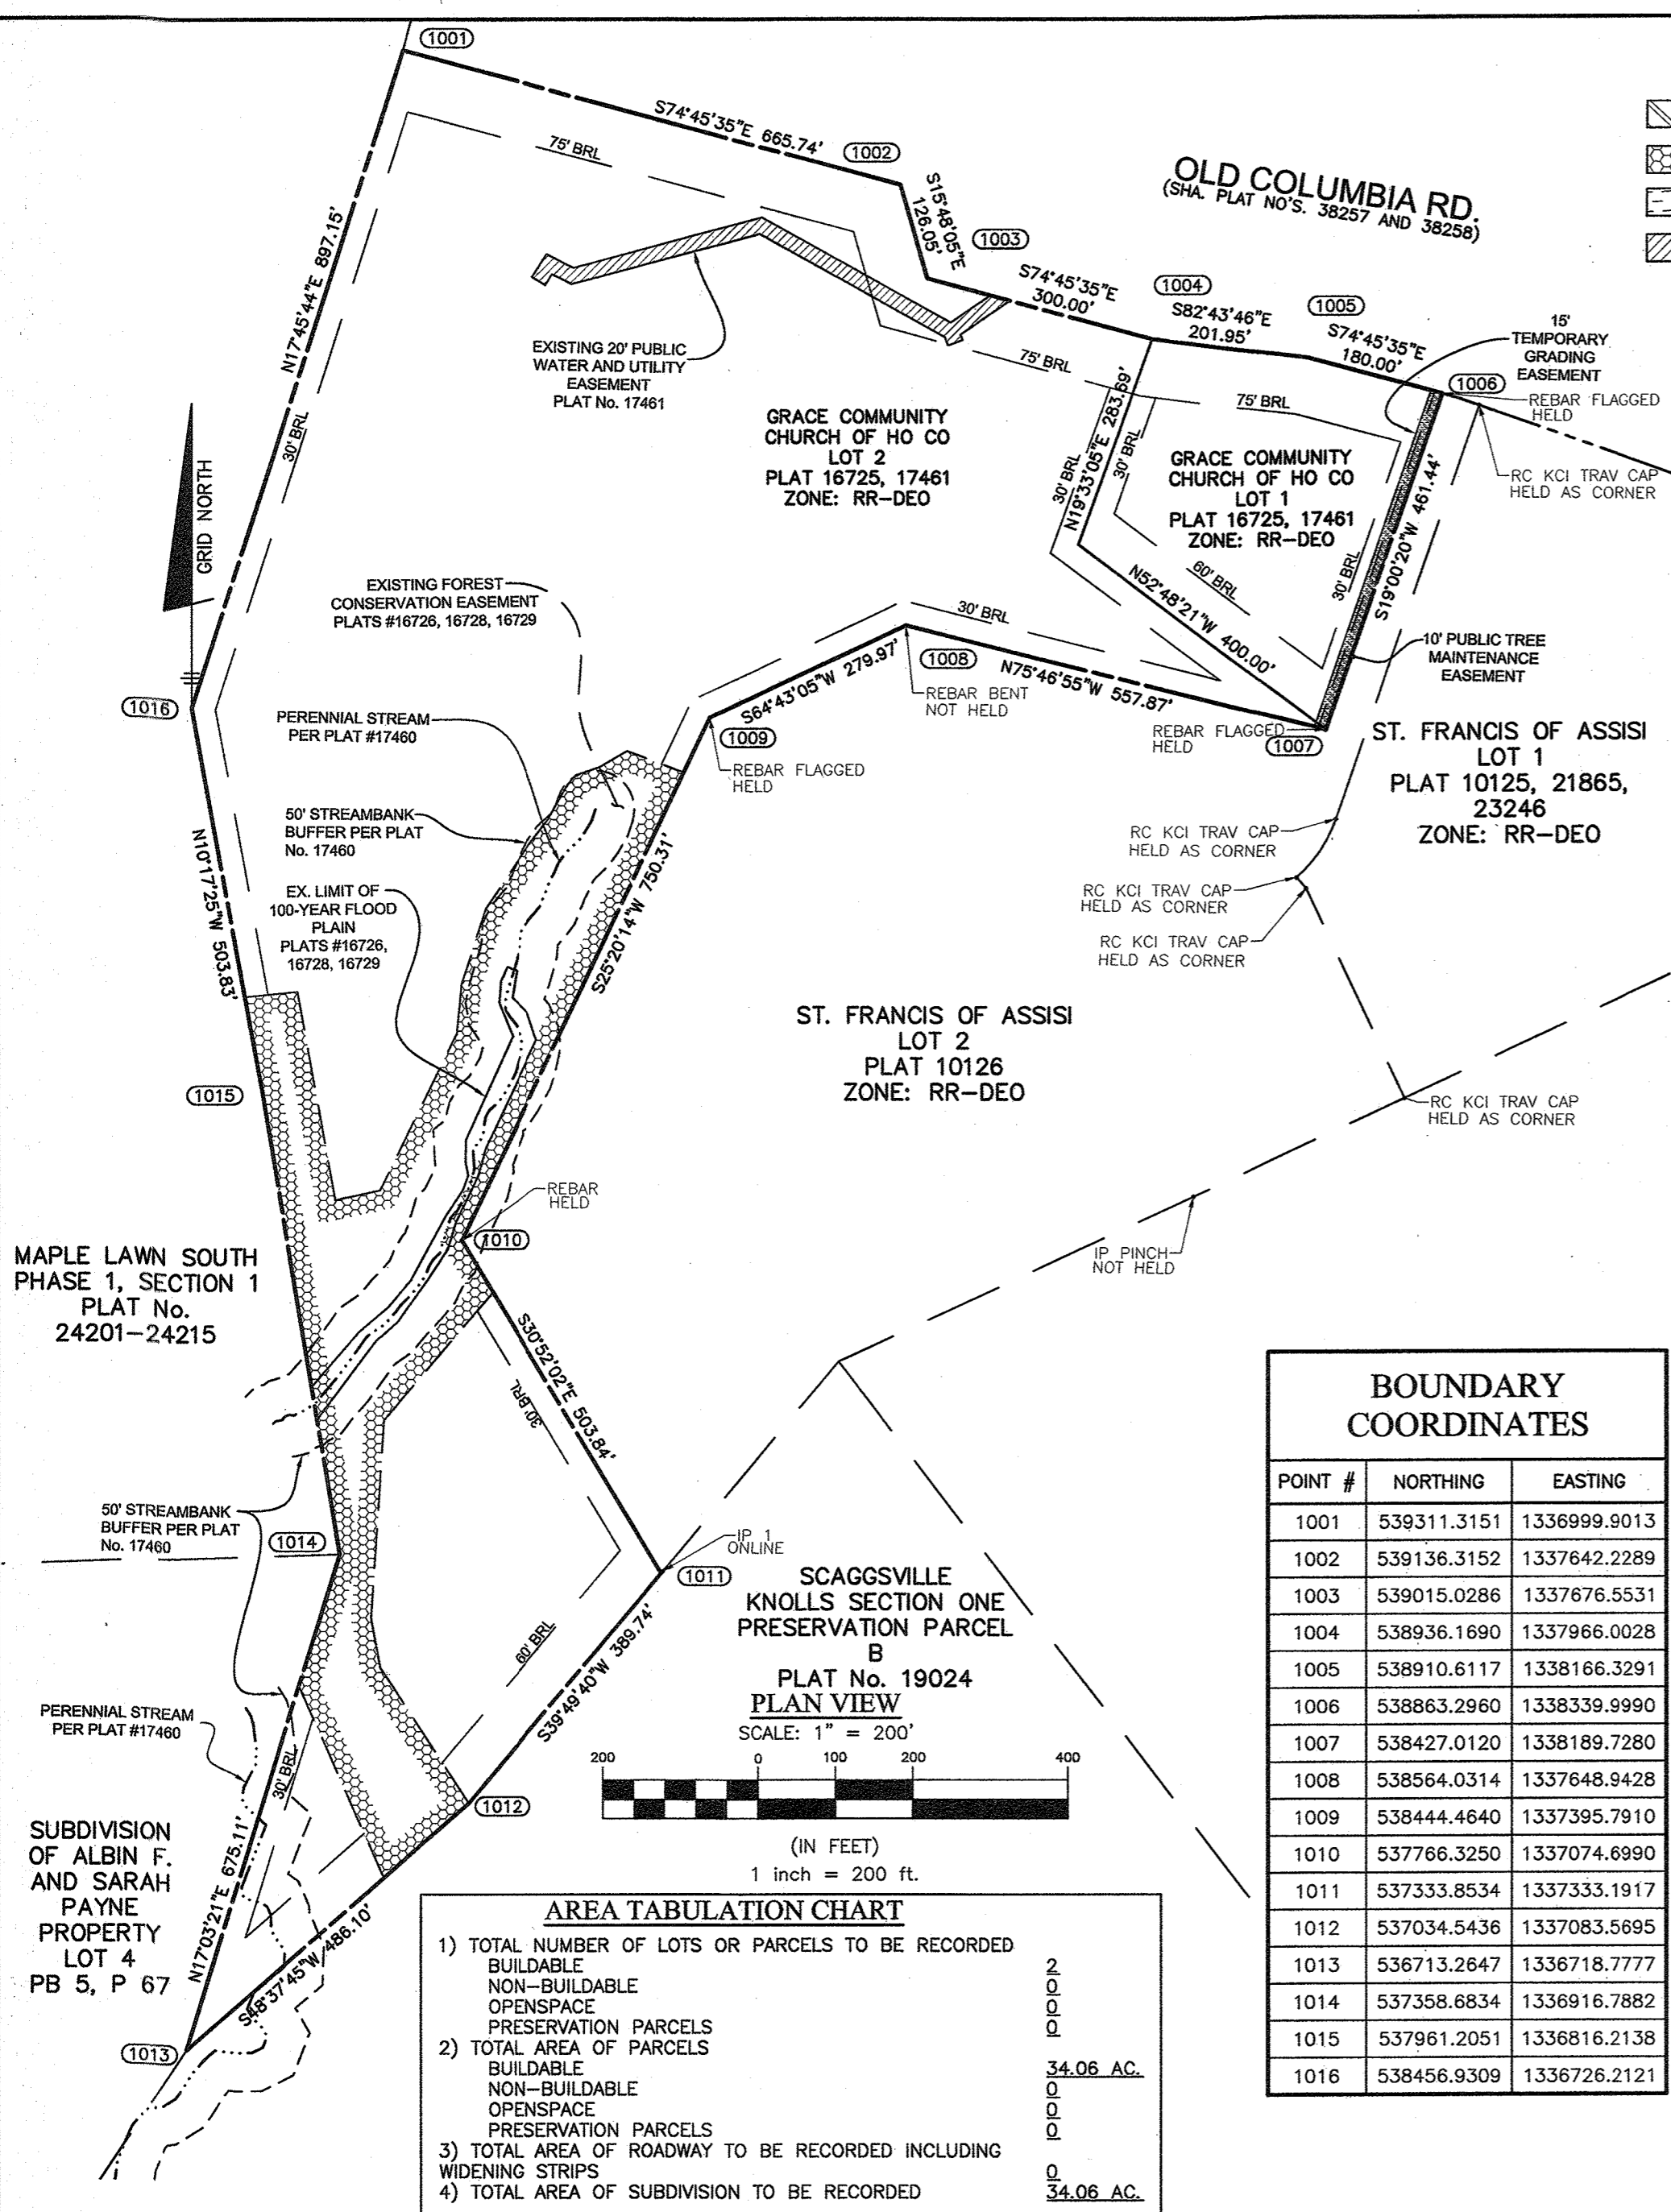 1001
S74°45'35"E 665.74'
75' BRL
1002
S15°48'05"E
126.05'
1003
OLD COLUMBIA RD.
(SHA. PLAT NO'S. 38257 AND 38258)
S74°45'35"E
300.00'
1004
S82°43'46"E
201.95'
1005
S74°45'35"E
180.00'
15'
TEMPORARY
GRADING
EASEMENT
1006
REBAR FLAGGED
HELD
RC KCI TRAV CAP
HELD AS CORNER
N17°45'44"E 897.15'
30' BRL
EXISTING 20' PUBLIC
WATER AND UTILITY
EASEMENT
PLAT No. 17461
75' BRL
75' BRL
GRACE COMMUNITY
CHURCH OF HO CO
LOT 2
PLAT 16725, 17461
ZONE: RR-DEO
N19°33'05"E 283.69'
30' BRL
30' BRL
GRACE COMMUNITY
CHURCH OF HO CO
LOT 1
PLAT 16725, 17461
ZONE: RR-DEO
S19°00'20"W 461.44'
30' BRL
60' BRL
N52°48'21"W 400.00'
GRID NORTH
EXISTING FOREST
CONSERVATION EASEMENT
PLATS #16726, 16728, 16729
30' BRL
10' PUBLIC TREE
MAINTENANCE
EASEMENT
1008
N75°46'55"W 557.87'
REBAR BENT
NOT HELD
S64°43'05"W 279.97'
1016
PERENNIAL STREAM
PER PLAT #17460
1009
REBAR FLAGGED
HELD
REBAR FLAGGED
HELD
1007
ST. FRANCIS OF ASSISI
LOT 1
PLAT 10125, 21865,
23246
ZONE: RR-DEO
50' STREAMBANK
BUFFER PER PLAT
No. 17460
N10°17'25"W 503.83'
S25°20'14"W 750.31'
RC KCI TRAV CAP
HELD AS CORNER
RC KCI TRAV CAP
HELD AS CORNER
RC KCI TRAV CAP
HELD AS CORNER
EX. LIMIT OF
100-YEAR FLOOD
PLAIN
PLATS #16726,
16728, 16729
ST. FRANCIS OF ASSISI
LOT 2
PLAT 10126
ZONE: RR-DEO
1015
RC KCI TRAV CAP
HELD AS CORNER
REBAR
HELD
1010
IP PINCH
NOT HELD
MAPLE LAWN SOUTH
PHASE 1, SECTION 1
PLAT No.
24201-24215
S30°52'02"E 503.84'
30' BRL
50' STREAMBANK
BUFFER PER PLAT
No. 17460
1014
IP 1
ONLINE
1011
SCAGGSVILLE
KNOLLS SECTION ONE
PRESERVATION PARCEL
B
PLAT No. 19024
60' BRL
S39°49'40"W 389.74'
PERENNIAL STREAM
PER PLAT #17460
30' BRL
1012
PLAN VIEW
SCALE: 1" = 200'
200 0 100 200 400
(IN FEET)
1 inch = 200 ft.
SUBDIVISION
OF ALBIN F.
AND SARAH
PAYNE
PROPERTY
LOT 4
PB 5, P 67
N17°03'21"E 675.11'
S48°37'45"W 486.10'
1013
BOUNDARY
COORDINATES
POINT # NORTHING EASTING
1001 539311.3151 1336999.9013
1002 539136.3152 1337642.2289
1003 539015.0286 1337676.5531
1004 538936.1690 1337966.0028
1005 538910.6117 1338166.3291
1006 538863.2960 1338339.9990
1007 538427.0120 1338189.7280
1008 538564.0314 1337648.9428
1009 538444.4640 1337395.7910
1010 537766.3250 1337074.6990
1011 537333.8534 1337333.1917
1012 537034.5436 1337083.5695
1013 536713.2647 1336718.7777
1014 537358.6834 1336916.7882
1015 537961.2051 1336816.2138
1016 538456.9309 1336726.2121
AREA TABULATION CHART
1) TOTAL NUMBER OF LOTS OR PARCELS TO BE RECORDED
BUILDABLE 2
NON-BUILDABLE 0
OPENSPACE 0
PRESERVATION PARCELS 0
2) TOTAL AREA OF PARCELS
BUILDABLE 34.06 AC.
NON-BUILDABLE 0
OPENSPACE 0
PRESERVATION PARCELS 0
3) TOTAL AREA OF ROADWAY TO BE RECORDED INCLUDING
WIDENING STRIPS 0
4) TOTAL AREA OF SUBDIVISION TO BE RECORDED 34.06 AC.